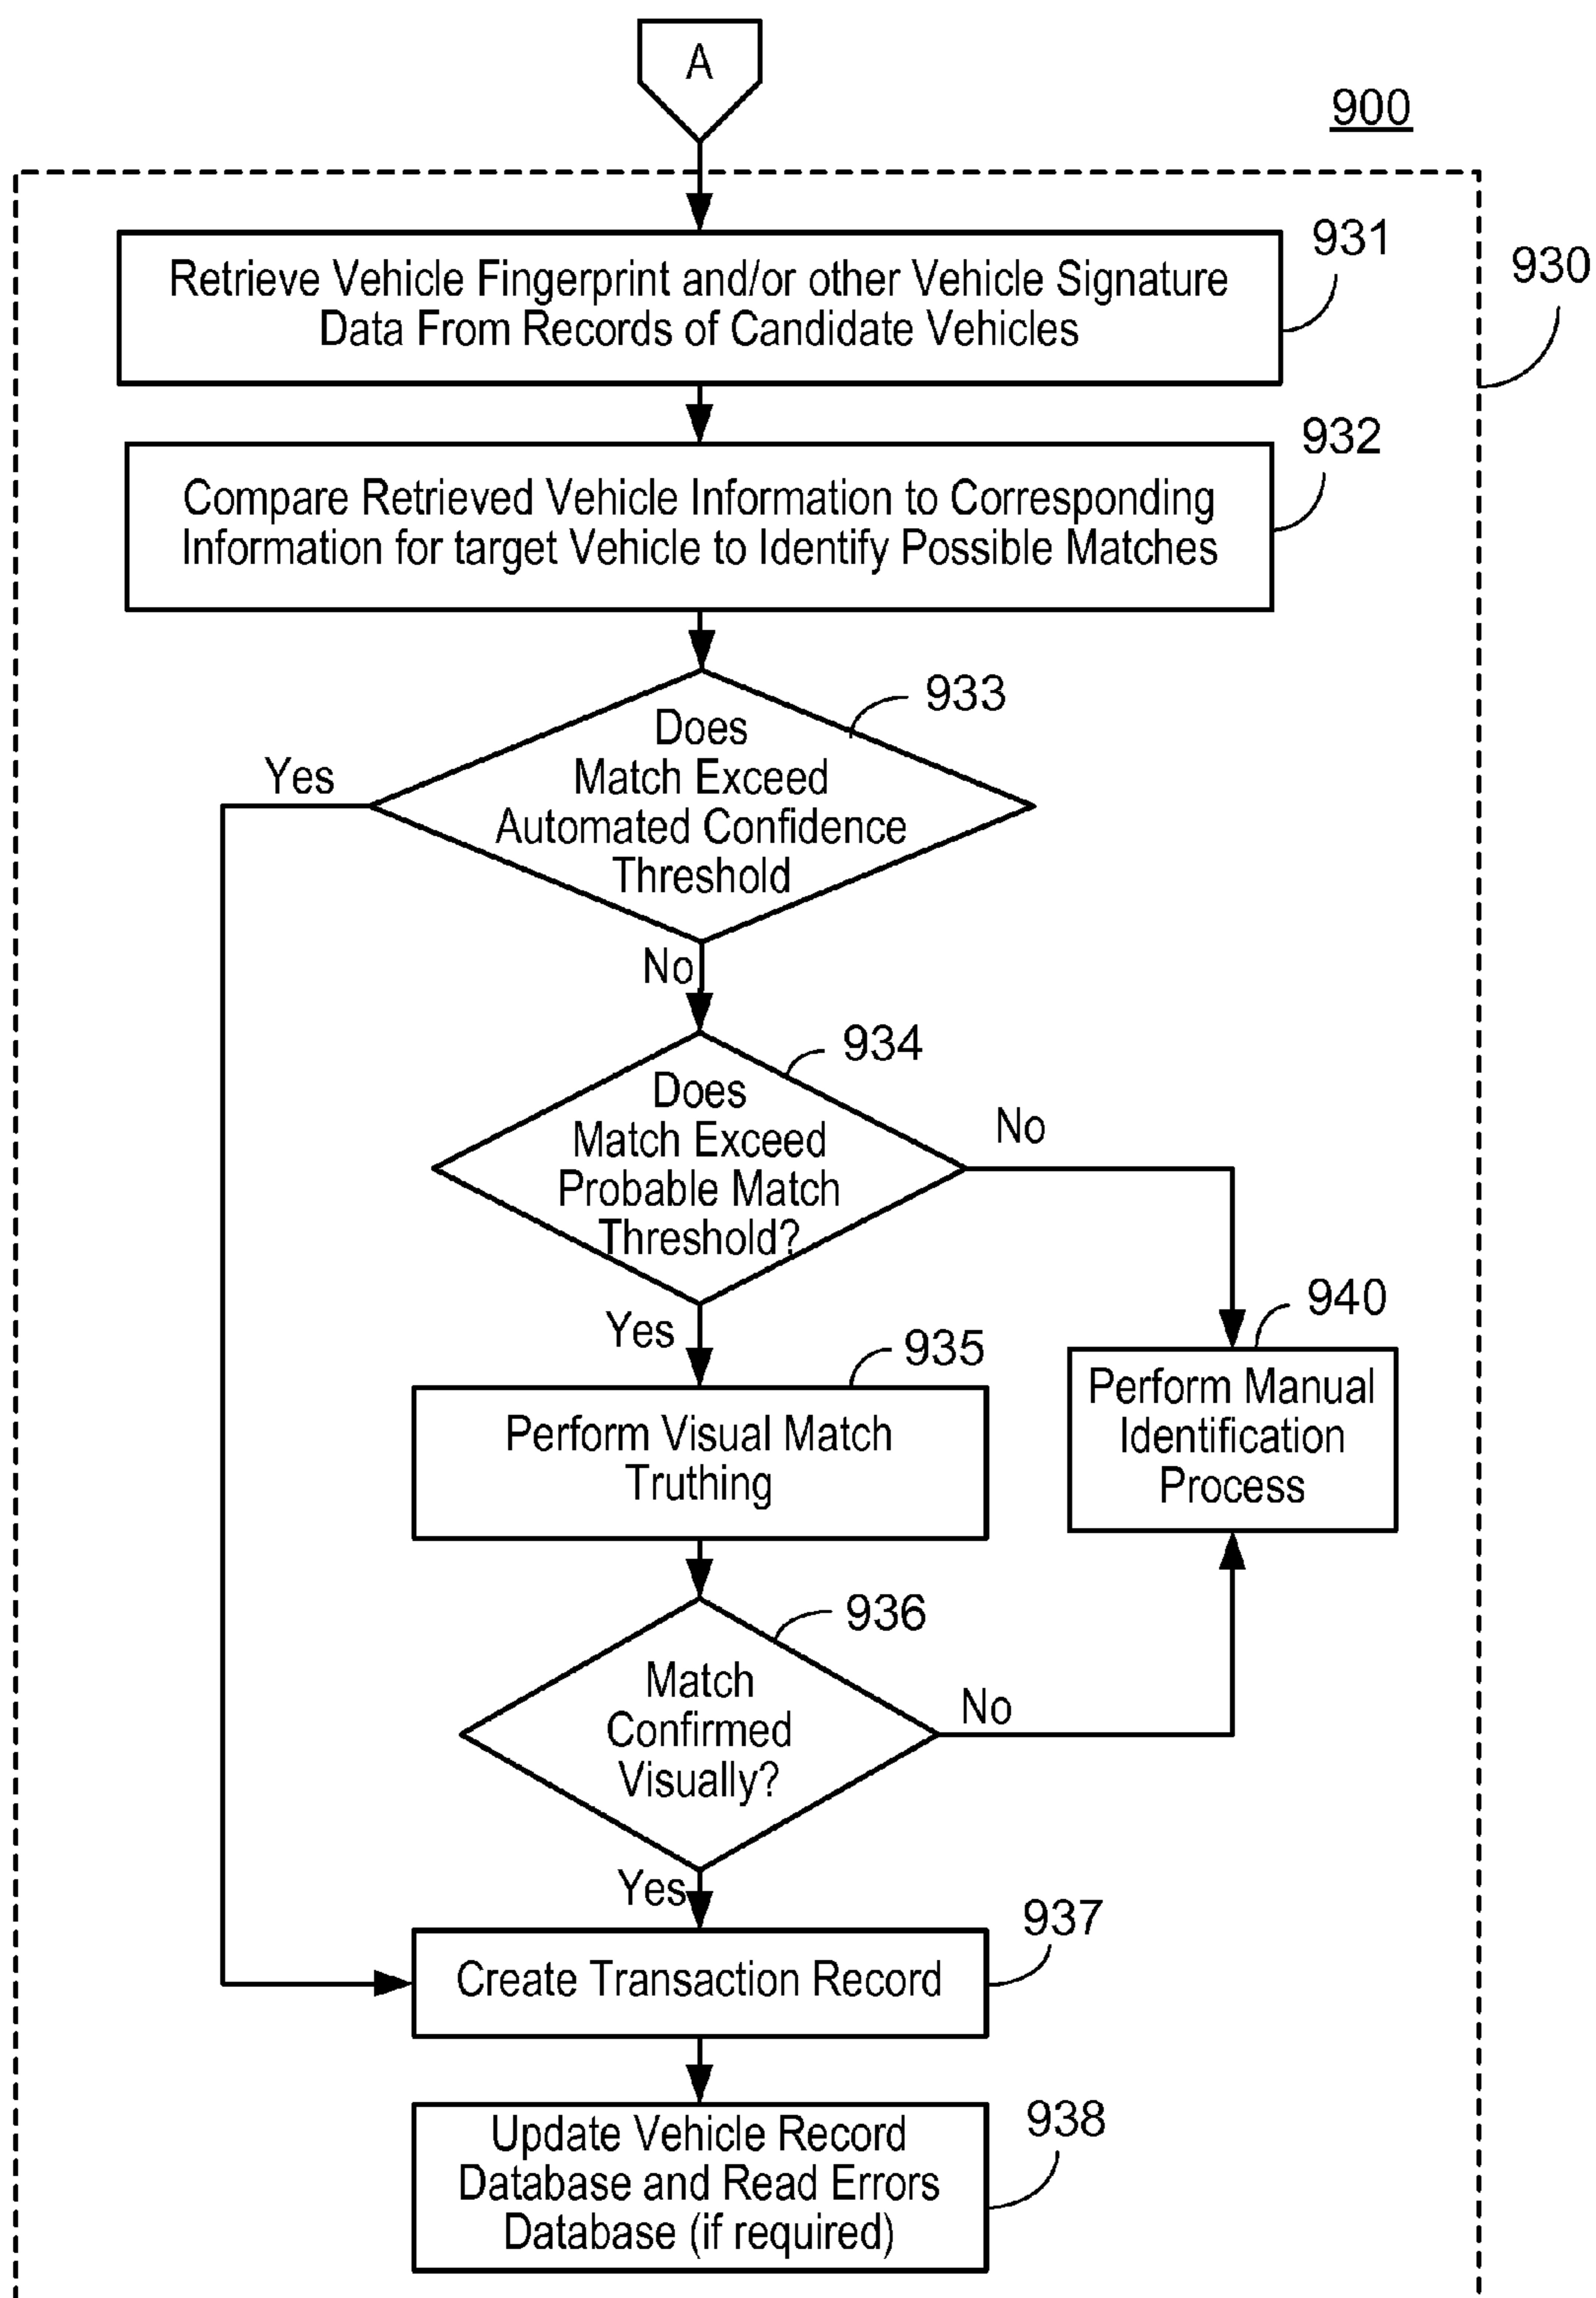 A
900
Retrieve Vehicle Fingerprint and/or other Vehicle Signature
Data From Records of Candidate Vehicles
931
930
Compare Retrieved Vehicle Information to Corresponding
Information for target Vehicle to Identify Possible Matches
932
Does
Match Exceed
Automated Confidence
Threshold
933
Yes
No
Does
Match Exceed
Probable Match
Threshold?
934
No
Yes
Perform Visual Match
Truthing
935
Perform Manual
Identification
Process
940
Match
Confirmed
Visually?
936
No
Yes
Create Transaction Record
937
Update Vehicle Record
Database and Read Errors
Database (if required)
938